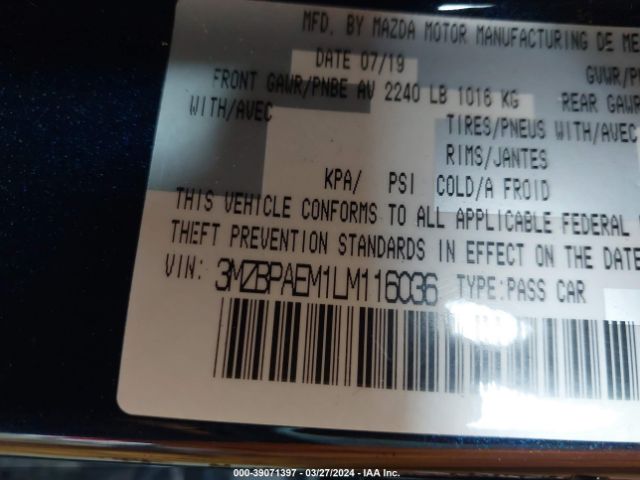 MFD. BY MAZDA MOTOR MANUFACTURING DE ME
DATE 07/19 GVWR/P
FRONT GAWR/PNBE AV 2240 LB 1016 KG REAR GAWR
WITH/AVEC TIRES/PNEUS WITH/AVEC
RIMS/JANTES
KPA/ PSI COLD/A FROID
THIS VEHICLE CONFORMS TO ALL APPLICABLE FEDERAL
THEFT PREVENTION STANDARDS IN EFFECT ON THE DATE
VIN: 3MZBPAEM1LM116036 TYPE:PASS CAR
000-39071397 - 03/27/2024 - IAA Inc.